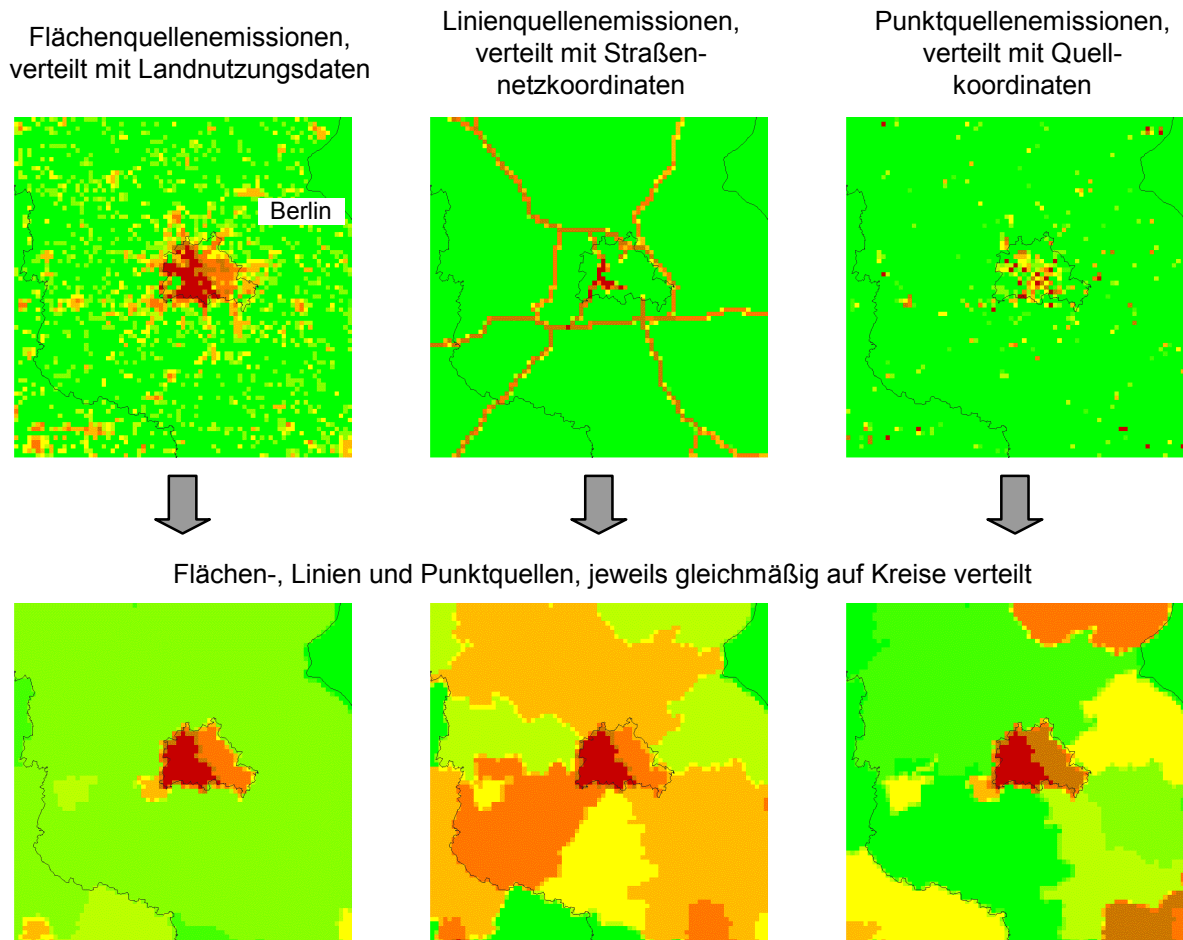 Flächenquellenemissionen,
verteilt mit Landnutzungsdaten
Linienquellenemissionen,
verteilt mit Straßen-
netzkoordinaten
Punktquellenemissionen,
verteilt mit Quell-
koordinaten
Berlin
Flächen-, Linien und Punktquellen, jeweils gleichmäßig auf Kreise verteilt